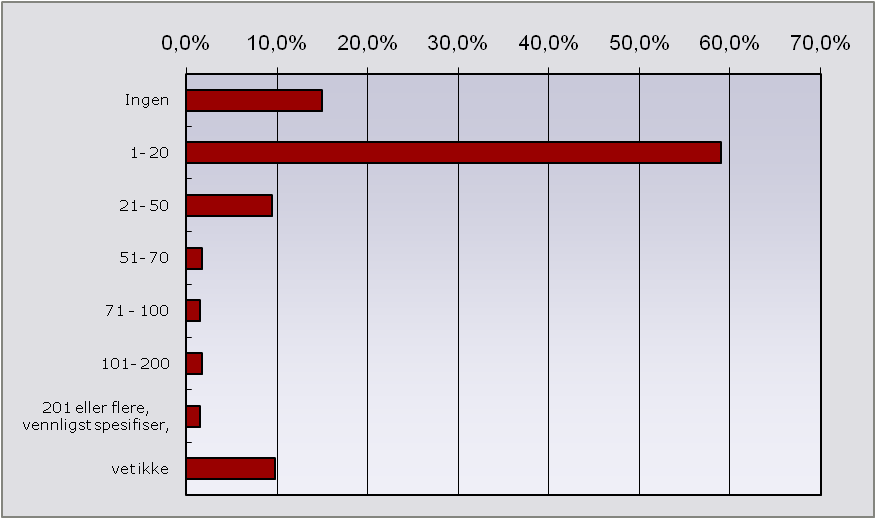 0,0% 10,0% 20,0% 30,0% 40,0% 50,0% 60,0% 70,0%
Ingen
1-20
21-50
51-70
71 - 100
101-200
201 eller flere,
vennligst spesifiser,
vet ikke